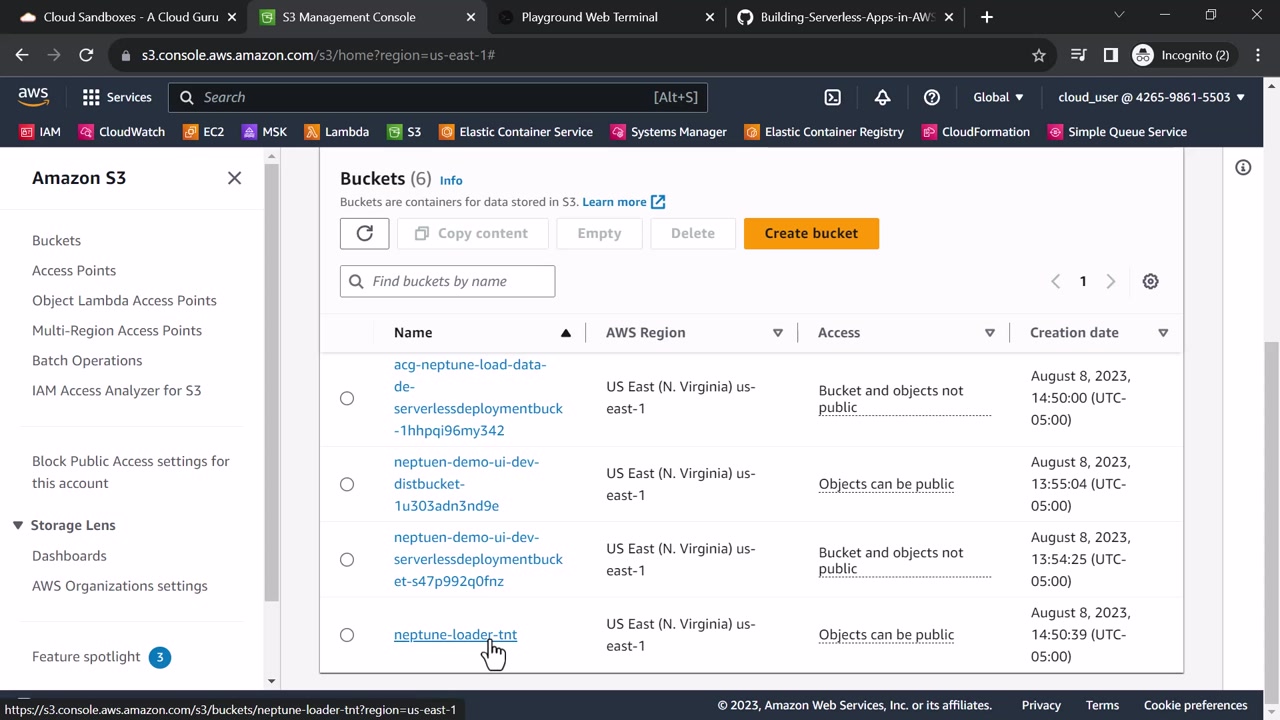 Cloud Sandboxes - A Cloud Guru
S3 Management Console
Playground Web Terminal
Building-Serverless-Apps-in-AWS
s3.console.aws.amazon.com/s3/home?region=us-east-1#
Incognito (2)
aws
Services
Search
[Alt+S]
Global
cloud_user @ 4265-9861-5503
IAM
CloudWatch
EC2
MSK
Lambda
S3
Elastic Container Service
Systems Manager
Elastic Container Registry
CloudFormation
Simple Queue Service
Amazon S3
Buckets
Access Points
Object Lambda Access Points
Multi-Region Access Points
Batch Operations
IAM Access Analyzer for S3
Block Public Access settings for
this account
Storage Lens
Dashboards
AWS Organizations settings
Feature spotlight 3
Buckets (6) Info
Buckets are containers for data stored in S3. Learn more
Copy content
Empty
Delete
Create bucket
Find buckets by name
1
Name
AWS Region
Access
Creation date
acg-neptune-load-data-
de-
serverlessdeploymentbuck
-1hhpqi96my342
US East (N. Virginia) us-
east-1
Bucket and objects not
public
August 8, 2023,
14:50:00 (UTC-
05:00)
neptuen-demo-ui-dev-
distbucket-
1u303adn3nd9e
US East (N. Virginia) us-
east-1
Objects can be public
August 8, 2023,
13:55:04 (UTC-
05:00)
neptuen-demo-ui-dev-
serverlessdeploymentbuck
et-s47p992q0fnz
US East (N. Virginia) us-
east-1
Bucket and objects not
public
August 8, 2023,
13:54:25 (UTC-
05:00)
neptune-loader-tnt
US East (N. Virginia) us-
east-1
Objects can be public
August 8, 2023,
14:50:39 (UTC-
05:00)
https://s3.console.aws.amazon.com/s3/buckets/neptune-loader-tnt?region=us-east-1
© 2023, Amazon Web Services, Inc. or its affiliates.
Privacy
Terms
Cookie preferences